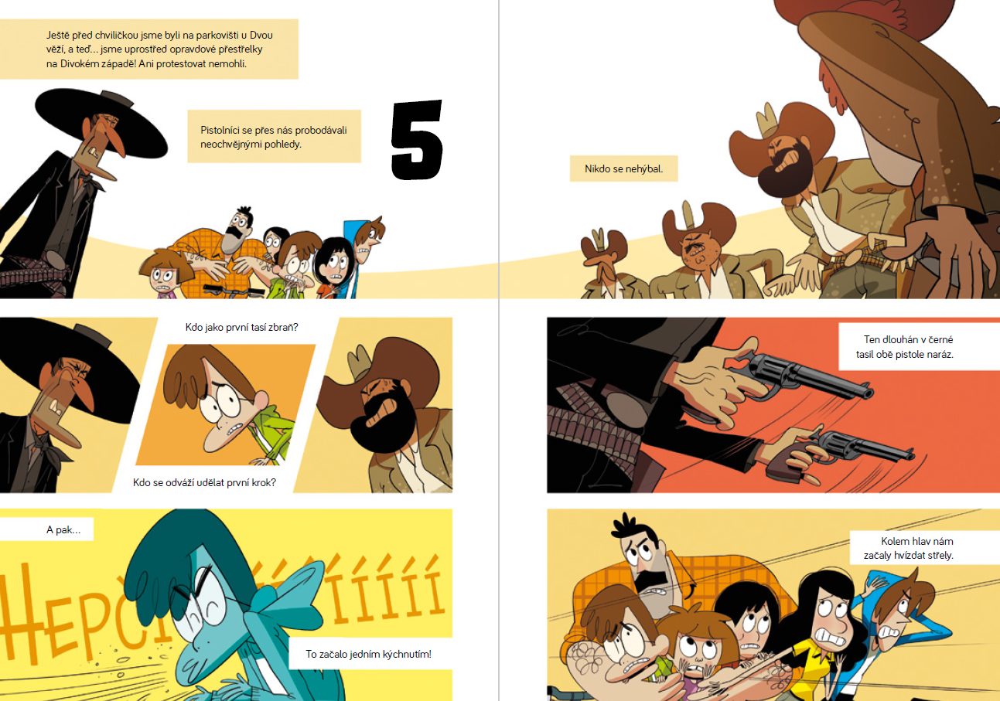 Ještě před chviličkou jsme byli na parkovišti u Dvou
věží, a teď... jsme uprostřed opravdové přestřelky
na Divokém západě! Ani protestovat nemohli.
Pistolníci se přes nás probodávali
neochvějnými pohledy.
5
Nikdo se nehýbal.
Kdo jako první tasí zbraň?
Kdo se odváží udělat první krok?
Ten dlouhán v černé
tasil obě pistole naráz.
A pak...
HEPČÍÍÍÍÍÍÍÍ
To začalo jedním kýchnutím!
Kolem hlav nám
začaly hvízdat střely.